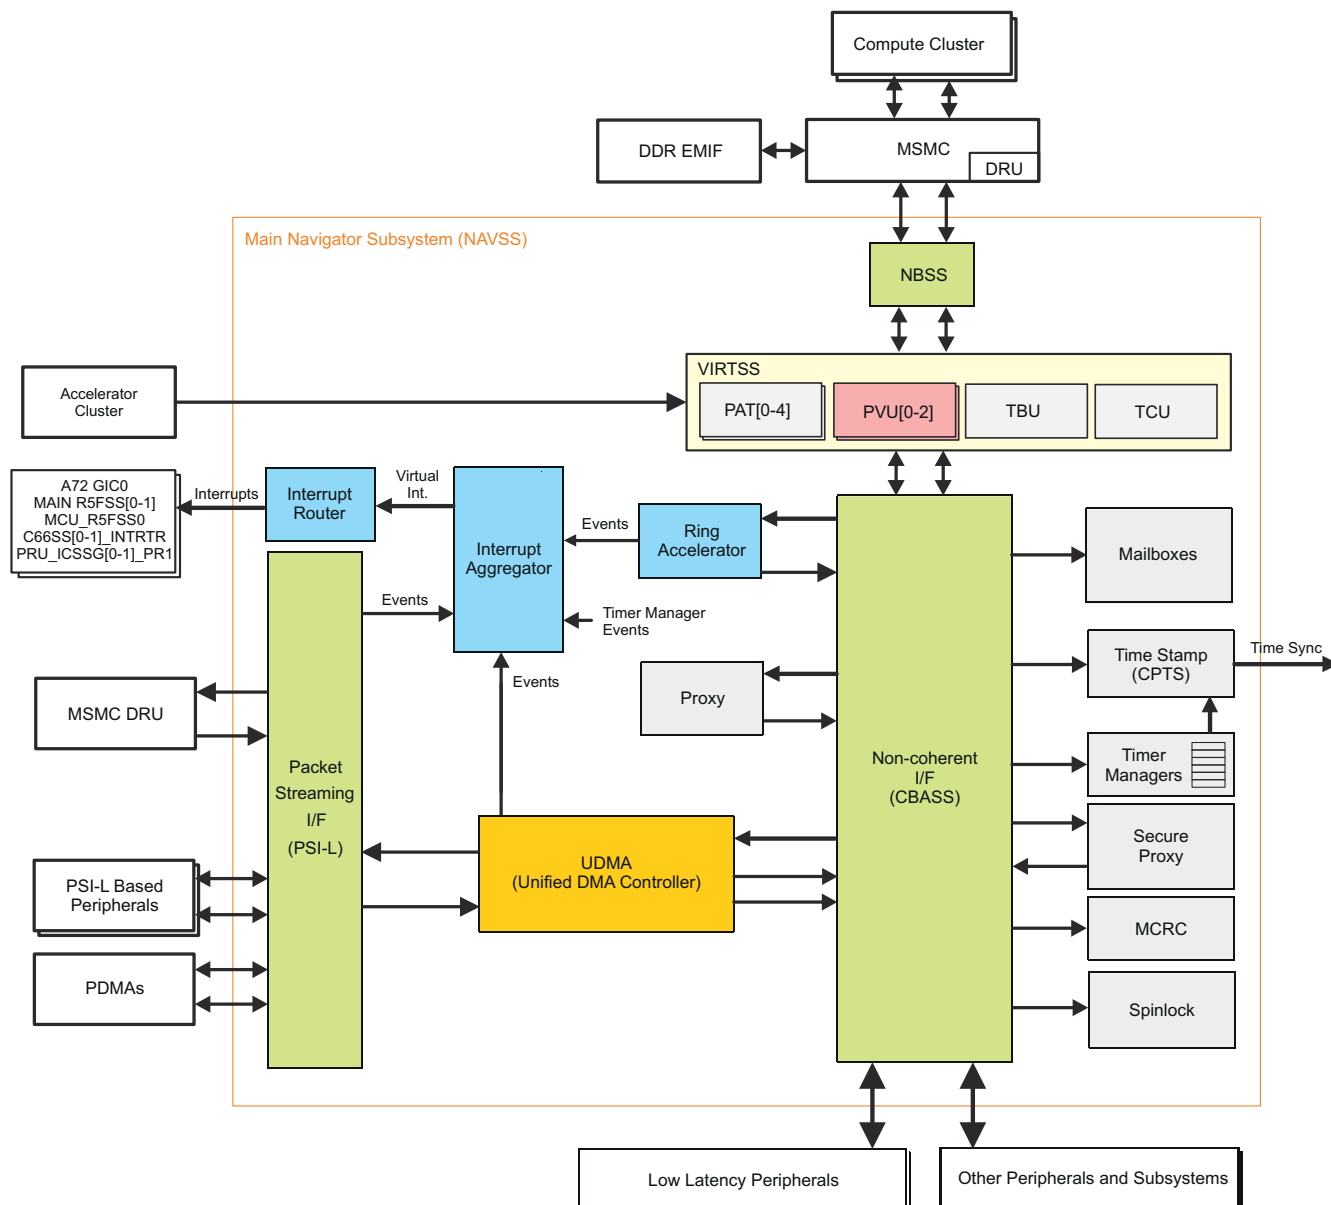 Compute Cluster
DDR EMIF
MSMC
DRU
Main Navigator Subsystem (NAVSS)
NBSS
VIRTSS
PAT[0-4]
PVU[0-2]
TBU
TCU
Accelerator
Cluster
A72 GIC0
MAIN R5FSS[0-1]
MCU_R5FSS0
C66SS[0-1]_INTRTR
PRU_ICSSG[0-1]_PR1
Interrupts
Interrupt
Router
Virtual
Int.
Interrupt
Aggregator
Events
Ring
Accelerator
Mailboxes
Events
Timer Manager
Events
Time Stamp
(CPTS)
Time Sync
Events
MSMC DRU
Proxy
Packet
Streaming
I/F
(PSI-L)
Non-coherent
I/F
(CBASS)
Timer
Managers
UDMA
(Unified DMA Controller)
Secure
Proxy
PSI-L Based
Peripherals
MCRC
PDMAs
Spinlock
Low Latency Peripherals
Other Peripherals and Subsystems